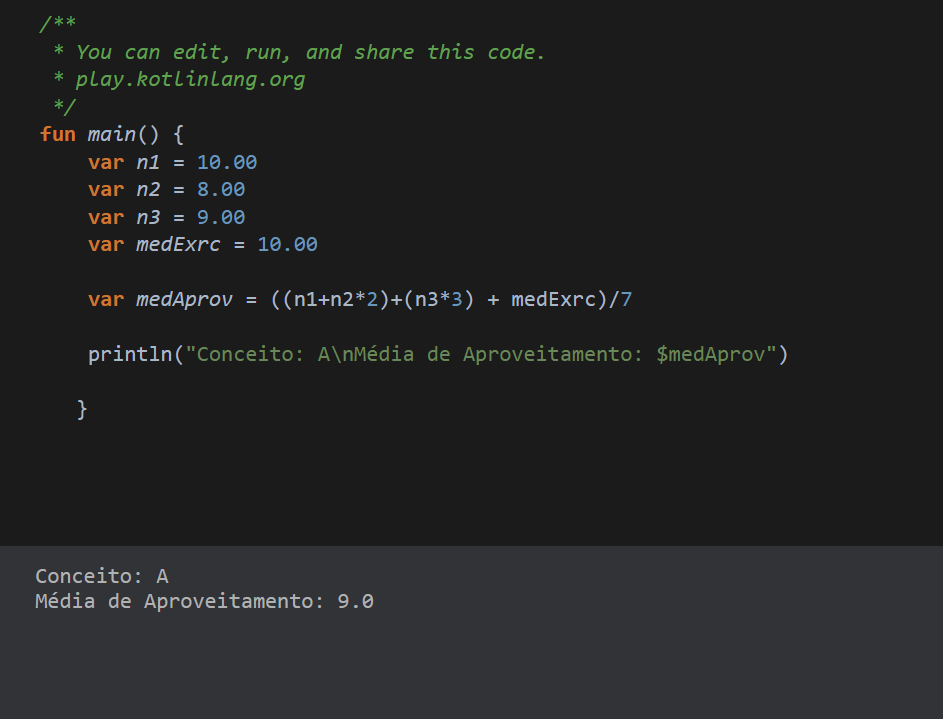 /**
 * You can edit, run, and share this code.
 * play.kotlinlang.org
 */
fun main() {
    var n1 = 10.00
    var n2 = 8.00
    var n3 = 9.00
    var medExrc = 10.00
    var medAprov = ((n1+n2*2)+(n3*3) + medExrc)/7
    println("Conceito: A\nMédia de Aproveitamento: $medAprov")
   }
Conceito: A
Média de Aproveitamento: 9.0